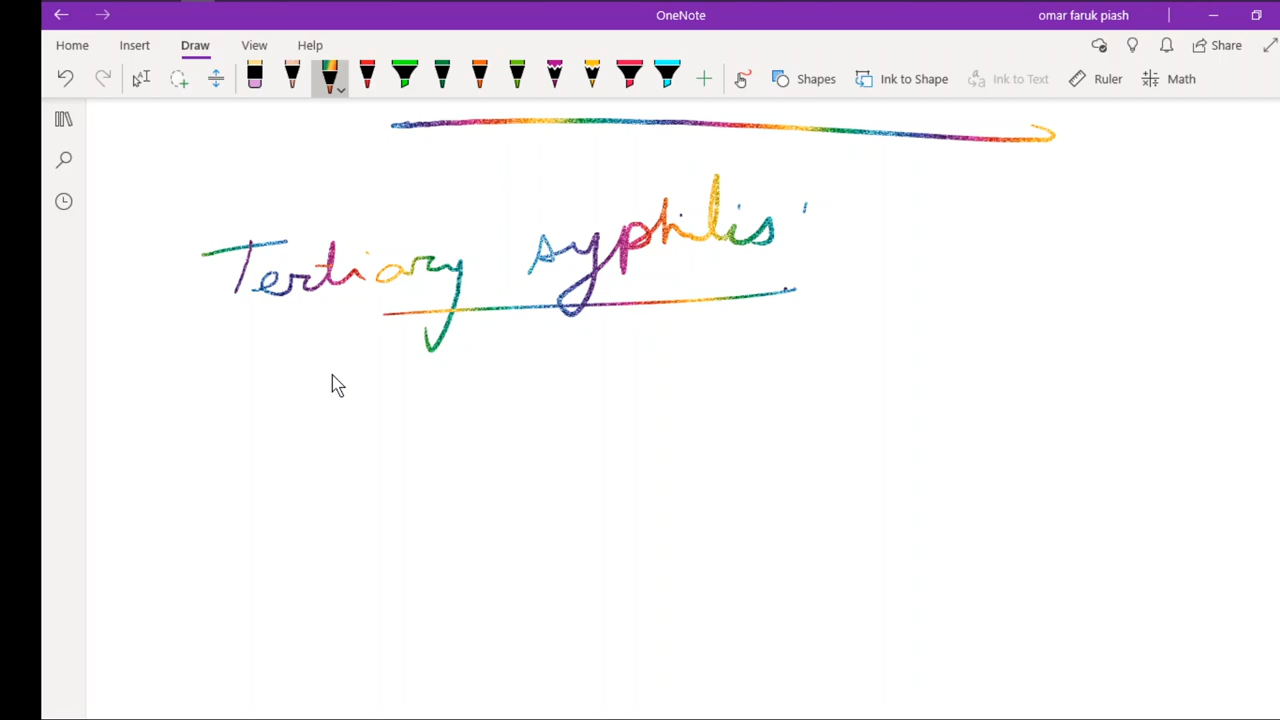 OneNote
omar faruk piash
Home Insert Draw View Help
Share
Shapes Ink to Shape Ink to Text Ruler Math
Tertiary syphilis